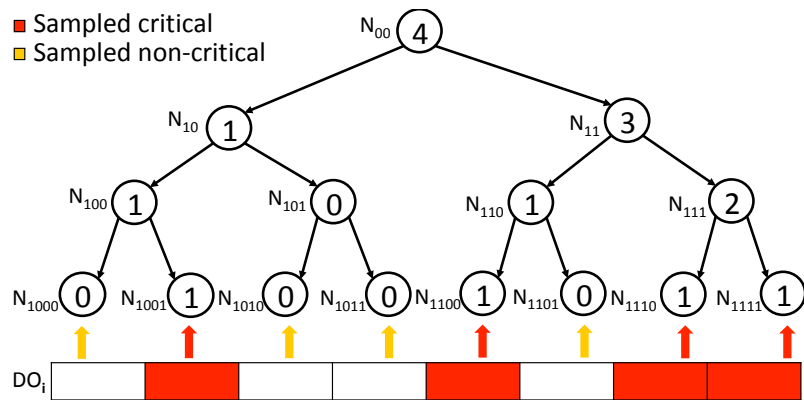 Sampled critical
Sampled non-critical
N00 4
N10 1
N11 3
N100 1
N101 0
N110 1
N111 2
N1000 0
N1001 1
N1010 0
N1011 0
N1100 1
N1101 0
N1110 1
N1111 1
DOi